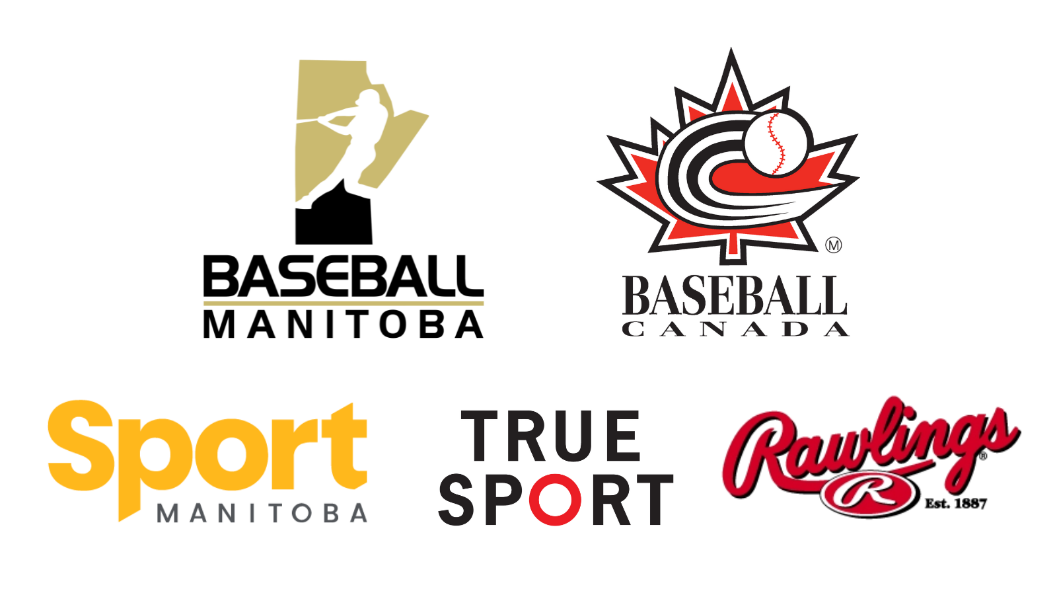 BASEBALL
MANITOBA
M
BASEBALL
CANADA
Sport
MANITOBA
TRUE
SPORT
Rawlings®
R
Est. 1887